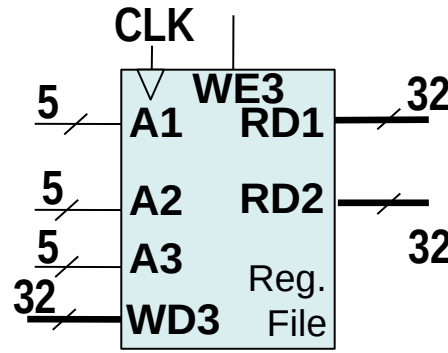 CLK
WE3
5 A1 RD1 32
5 A2 RD2 32
5 A3
32 WD3
Reg.
File